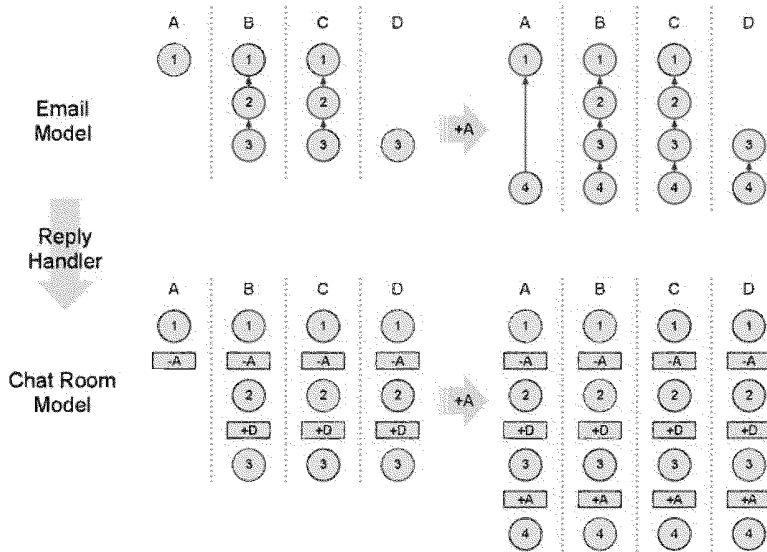 A B C D A B C D
1 1 1 1 1 1
2 2 2 2
Email
Model
3 3 3 +A 3 3 3
4 4 4 4
Reply
Handler
A B C D A B C D
1 1 1 1 1 1 1 1
-A -A -A -A -A -A -A -A
Chat Room
Model
2 2 2 +A 2 2 2 2
+D +D +D +D +D +D +D
3 3 3 3 3 3 3
+A +A +A +A
4 4 4 4